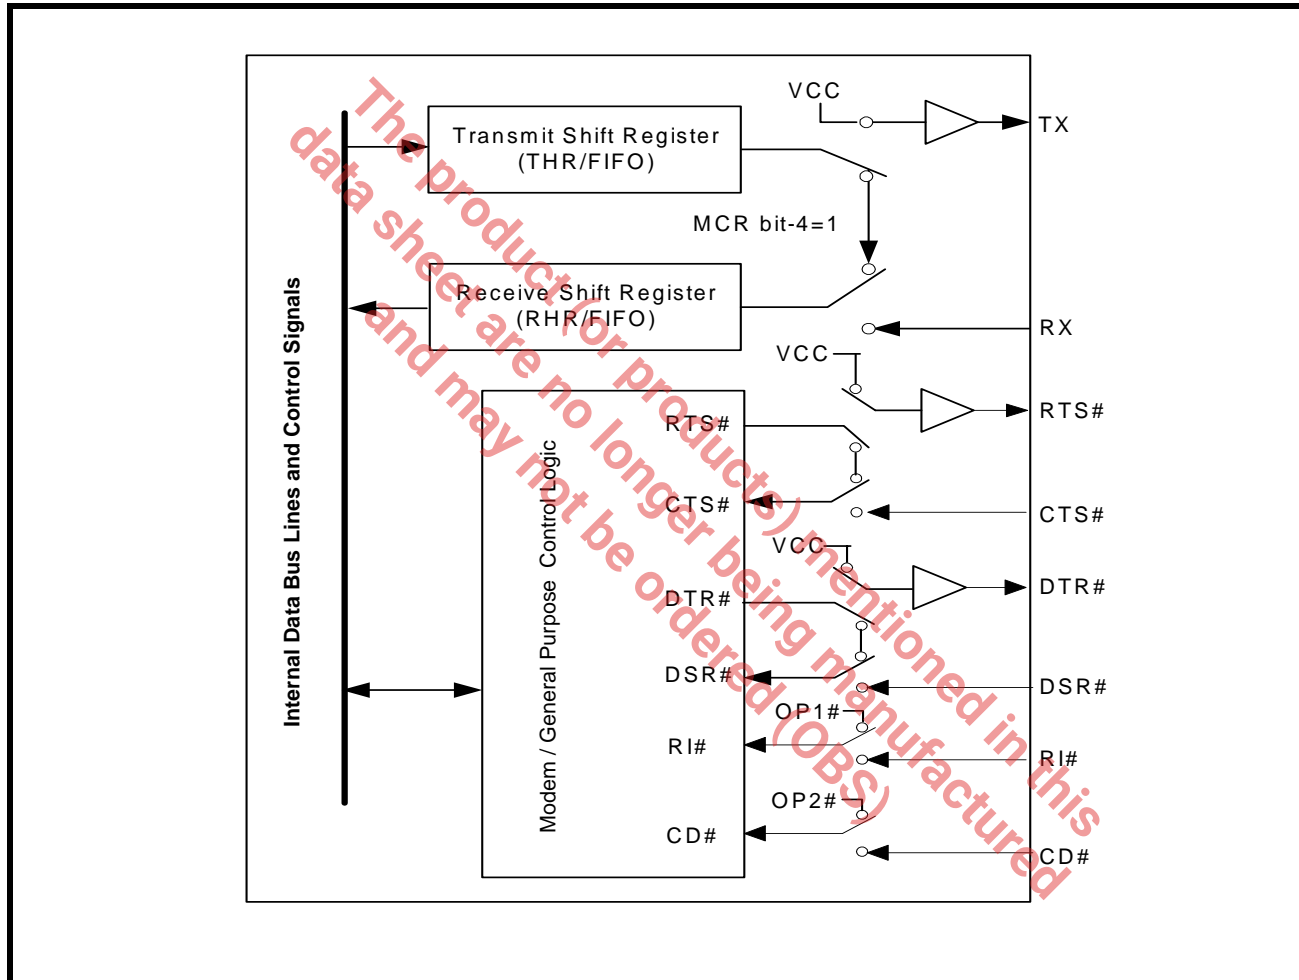 VCC
TX
Transmit Shift Register
(THR/FIFO)
MCR bit-4=1
Receive Shift Register
(RHR/FIFO)
RX
VCC
RTS#
RTS#
CTS#
CTS#
VCC
DTR#
DTR#
DSR#
DSR#
OP1#
RI#
RI#
OP2#
CD#
CD#
Internal Data Bus Lines and Control Signals
Modem / General Purpose Control Logic
The product (or products) mentioned in this
data sheet are no longer being manufactured
and may not be ordered (OBS)